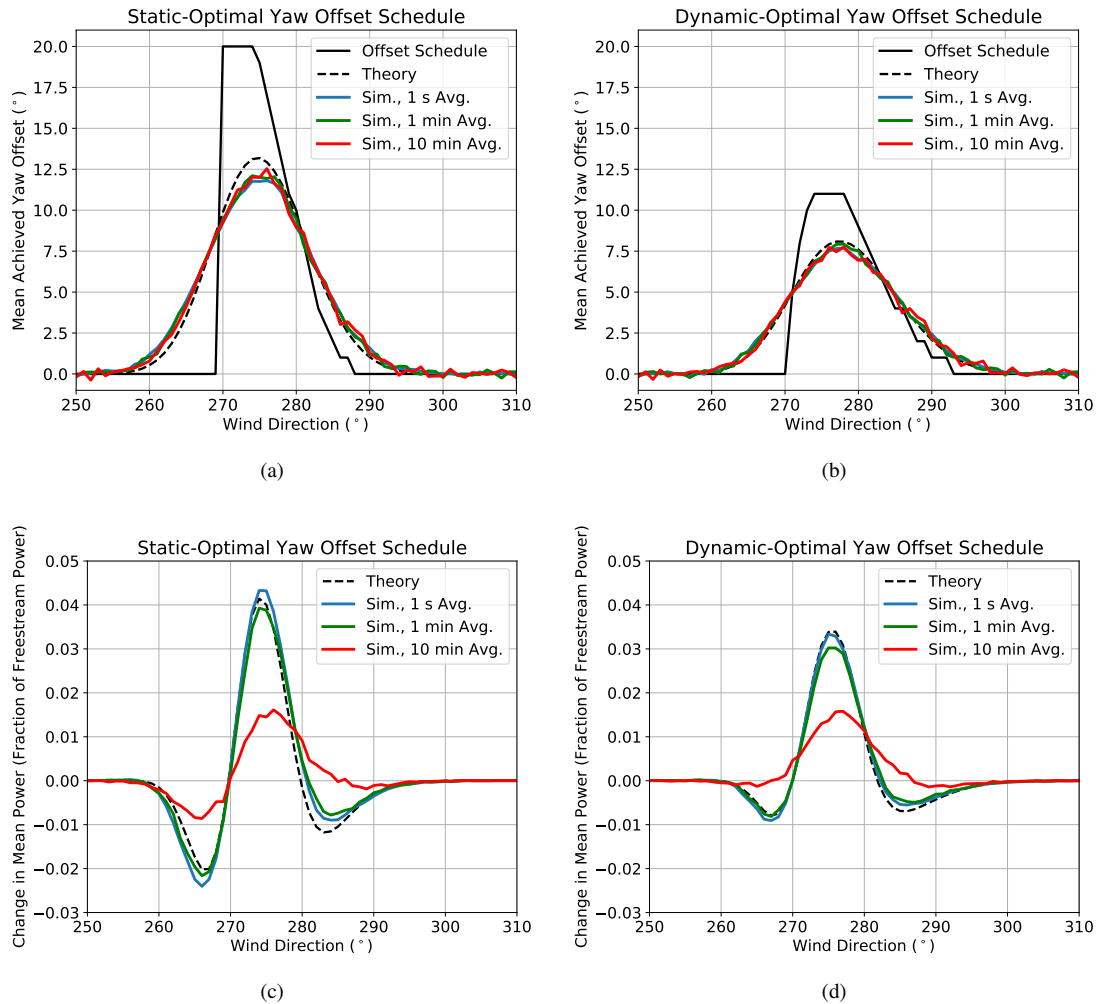 Static-Optimal Yaw Offset Schedule
Mean Achieved Yaw Offset (°)
20.0
17.5
15.0
12.5
10.0
7.5
5.0
2.5
0.0
Offset Schedule
Theory
Sim., 1 s Avg.
Sim., 1 min Avg.
Sim., 10 min Avg.
250 260 270 280 290 300 310
Wind Direction (°)
(a)
Dynamic-Optimal Yaw Offset Schedule
Mean Achieved Yaw Offset (°)
20.0
17.5
15.0
12.5
10.0
7.5
5.0
2.5
0.0
Offset Schedule
Theory
Sim., 1 s Avg.
Sim., 1 min Avg.
Sim., 10 min Avg.
250 260 270 280 290 300 310
Wind Direction (°)
(b)
Static-Optimal Yaw Offset Schedule
Change in Mean Power (Fraction of Freestream Power)
0.05
0.04
0.03
0.02
0.01
0.00
−0.01
−0.02
−0.03
Theory
Sim., 1 s Avg.
Sim., 1 min Avg.
Sim., 10 min Avg.
250 260 270 280 290 300 310
Wind Direction (°)
(c)
Dynamic-Optimal Yaw Offset Schedule
Change in Mean Power (Fraction of Freestream Power)
0.05
0.04
0.03
0.02
0.01
0.00
−0.01
−0.02
−0.03
Theory
Sim., 1 s Avg.
Sim., 1 min Avg.
Sim., 10 min Avg.
250 260 270 280 290 300 310
Wind Direction (°)
(d)